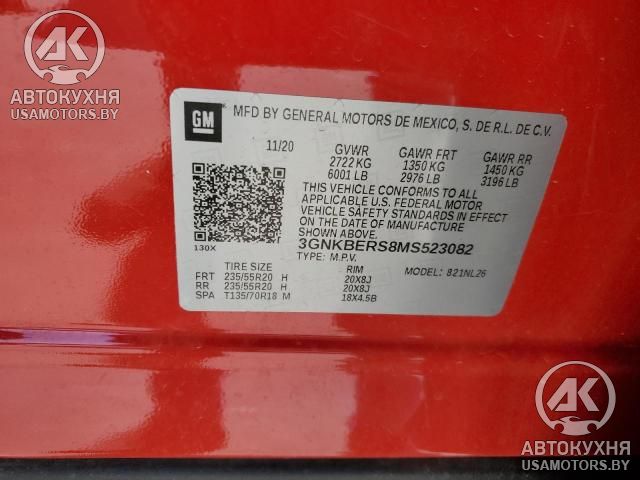 AK
АВТОКУХНЯ
USAMOTORS.BY
GM
MFD BY GENERAL MOTORS DE MEXICO, S. DE R.L. DE C.V.
11/20 GVWR GAWR FRT GAWR RR
2722 KG 1350 KG 1450 KG
6001 LB 2976 LB 3196 LB
THIS VEHICLE CONFORMS TO ALL
APPLICABLE U.S. FEDERAL MOTOR
VEHICLE SAFETY STANDARDS IN EFFECT
ON THE DATE OF MANUFACTURE
SHOWN ABOVE.
130X 3GNKBERS8MS523082
TYPE: M.P.V. MODEL: 821NL26
TIRE SIZE RIM
FRT 235/55R20 H 20X8J
RR 235/55R20 H 20X8J
SPA T135/70R18 M 18X4.5B
AK
АВТОКУХНЯ
USAMOTORS.BY